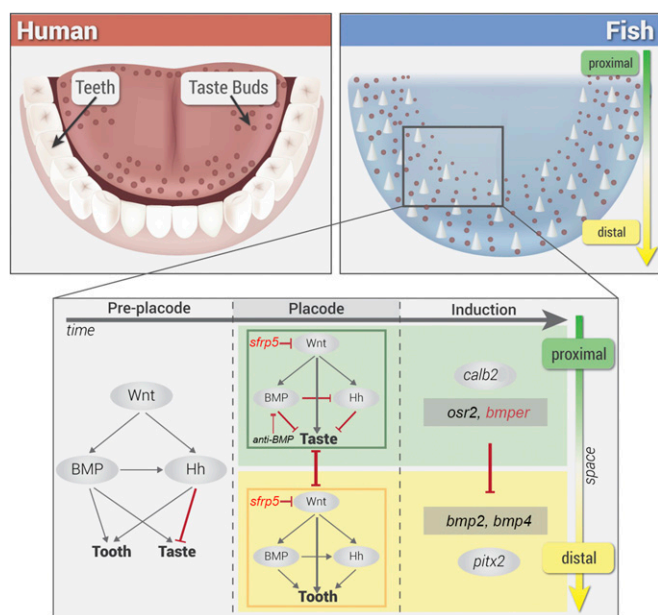 Human
Teeth
Taste Buds
Fish
proximal
distal
Pre-placode
Placode
Induction
time
Wnt
BMP
Hh
Tooth
Taste
sfrp5
Wnt
BMP
Hh
anti-BMP
Taste
sfrp5
Wnt
BMP
Hh
Tooth
calb2
osr2, bmper
bmp2, bmp4
pitx2
proximal
space
distal